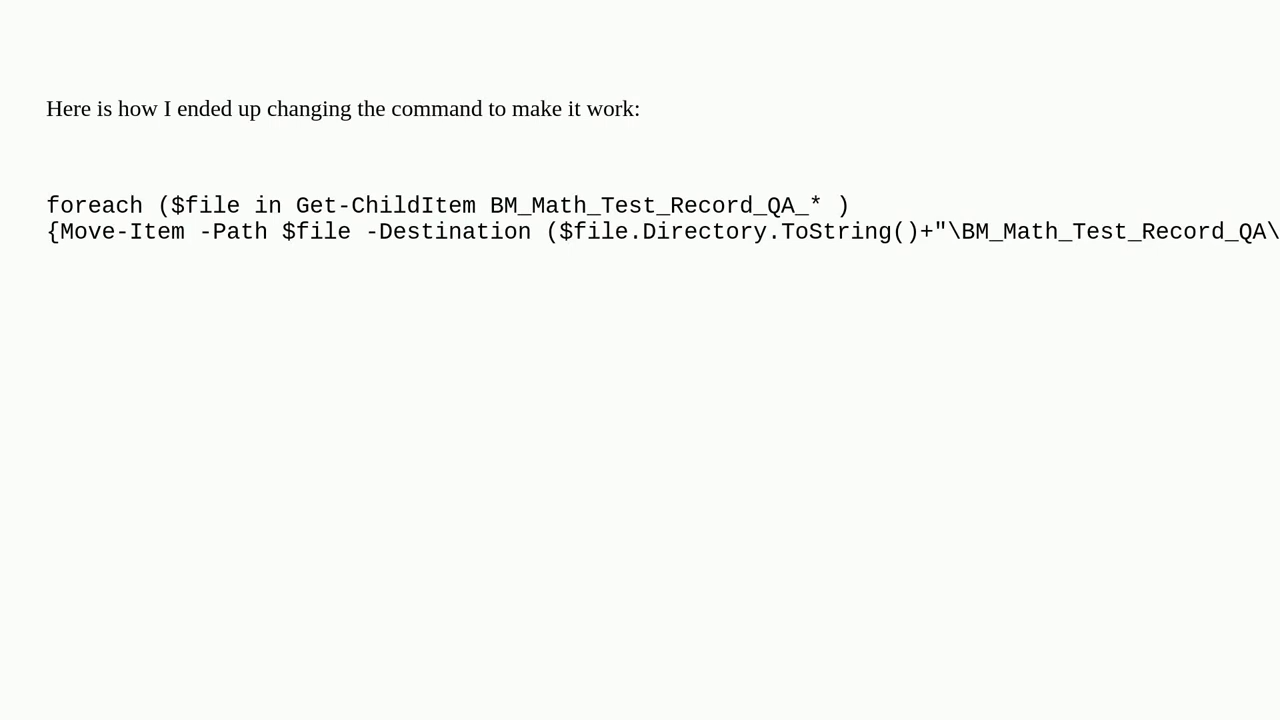 Here is how I ended up changing the command to make it work:
foreach ($file in Get-ChildItem BM_Math_Test_Record_QA_* )
{Move-Item -Path $file -Destination ($file.Directory.ToString()+"\BM_Math_Test_Record_QA\